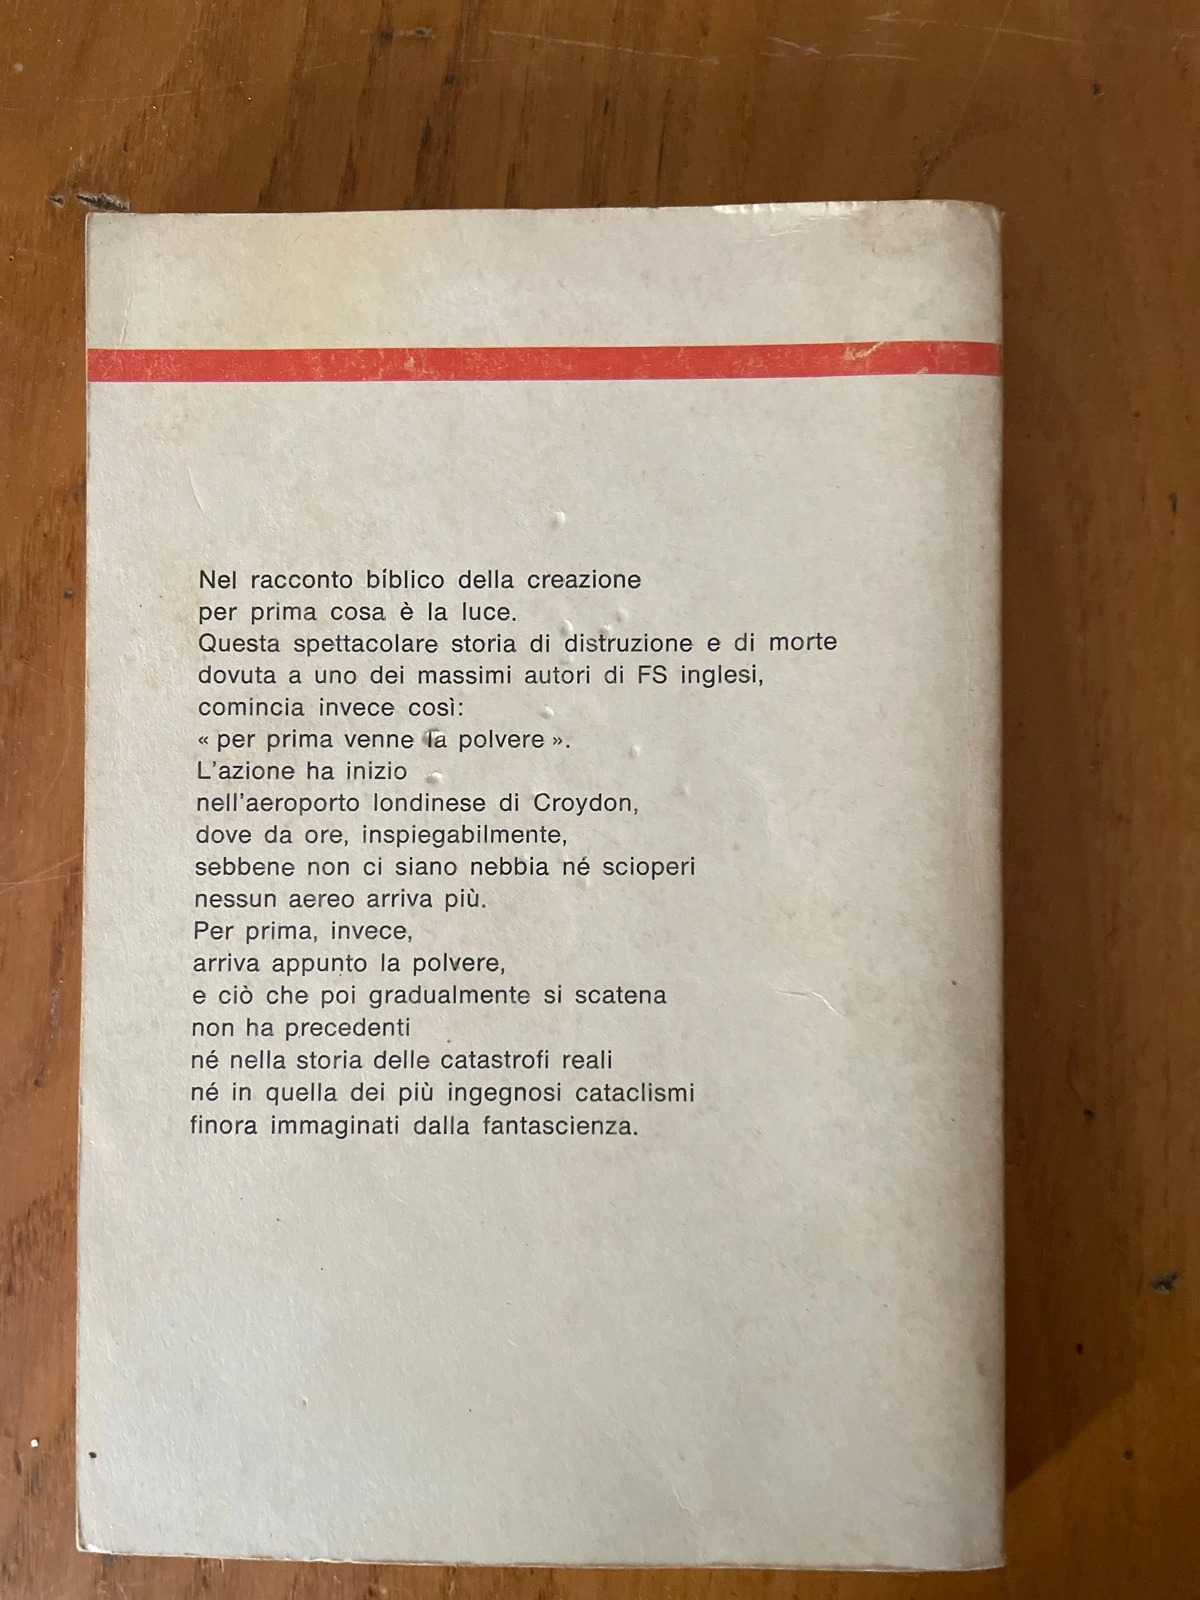 Nel racconto bíblico della creazione
per prima cosa è la luce.
Questa spettacolare storia di distruzione e di morte
dovuta a uno dei massimi autori di FS inglesi,
comincia invece così:
« per prima venne la polvere ».
L'azione ha inizio
nell'aeroporto londinese di Croydon,
dove da ore, inspiegabilmente,
sebbene non ci siano nebbia né scioperi
nessun aereo arriva più.
Per prima, invece,
arriva appunto la polvere,
e ciò che poi gradualmente si scatena
non ha precedenti
né nella storia delle catastrofi reali
né in quella dei più ingegnosi cataclismi
finora immaginati dalla fantascienza.